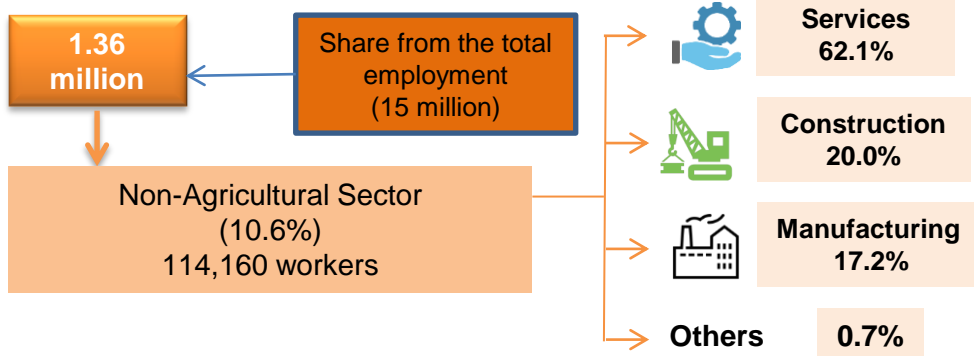 1.36
million
Share from the total
employment
(15 million)
Non-Agricultural Sector
(10.6%)
114,160 workers
Services
62.1%
Construction
20.0%
Manufacturing
17.2%
Others
0.7%